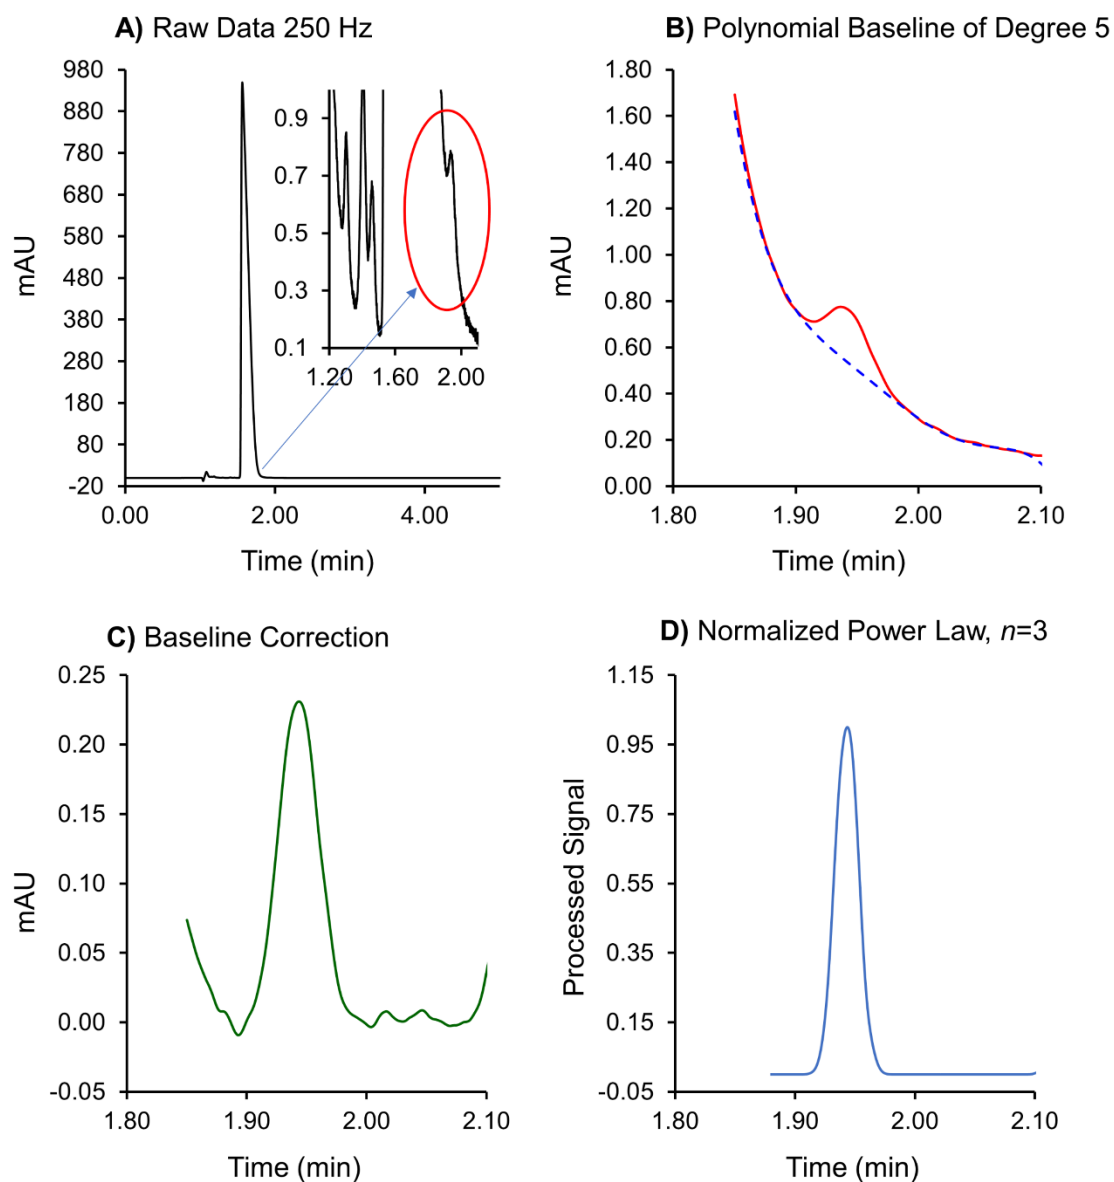 A) Raw Data 250 Hz
980
880
780
680
580
480
380
280
180
80
-20
mAU
0.00 2.00 4.00
Time (min)
0.9
0.7
0.5
0.3
0.1
1.20 1.60 2.00
B) Polynomial Baseline of Degree 5
1.80
1.60
1.40
1.20
1.00
0.80
0.60
0.40
0.20
0.00
mAU
1.80 1.90 2.00 2.10
Time (min)
C) Baseline Correction
0.25
0.20
0.15
0.10
0.05
0.00
-0.05
mAU
1.80 1.90 2.00 2.10
Time (min)
D) Normalized Power Law, n=3
1.15
0.95
0.75
0.55
0.35
0.15
-0.05
Processed Signal
1.80 1.90 2.00 2.10
Time (min)